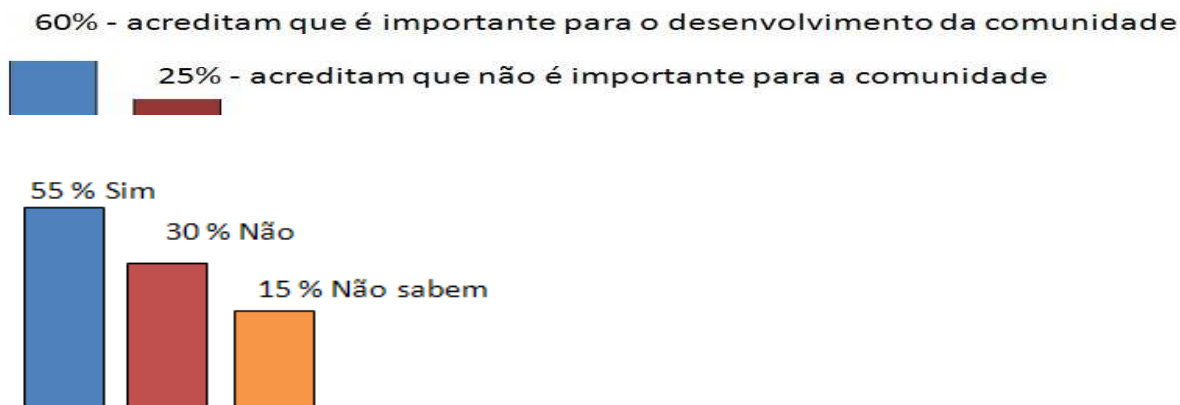 60% - acreditam que é importante para o desenvolvimento da comunidade
25% - acreditam que não é importante para a comunidade
55 % Sim
30 % Não
15 % Não sabem